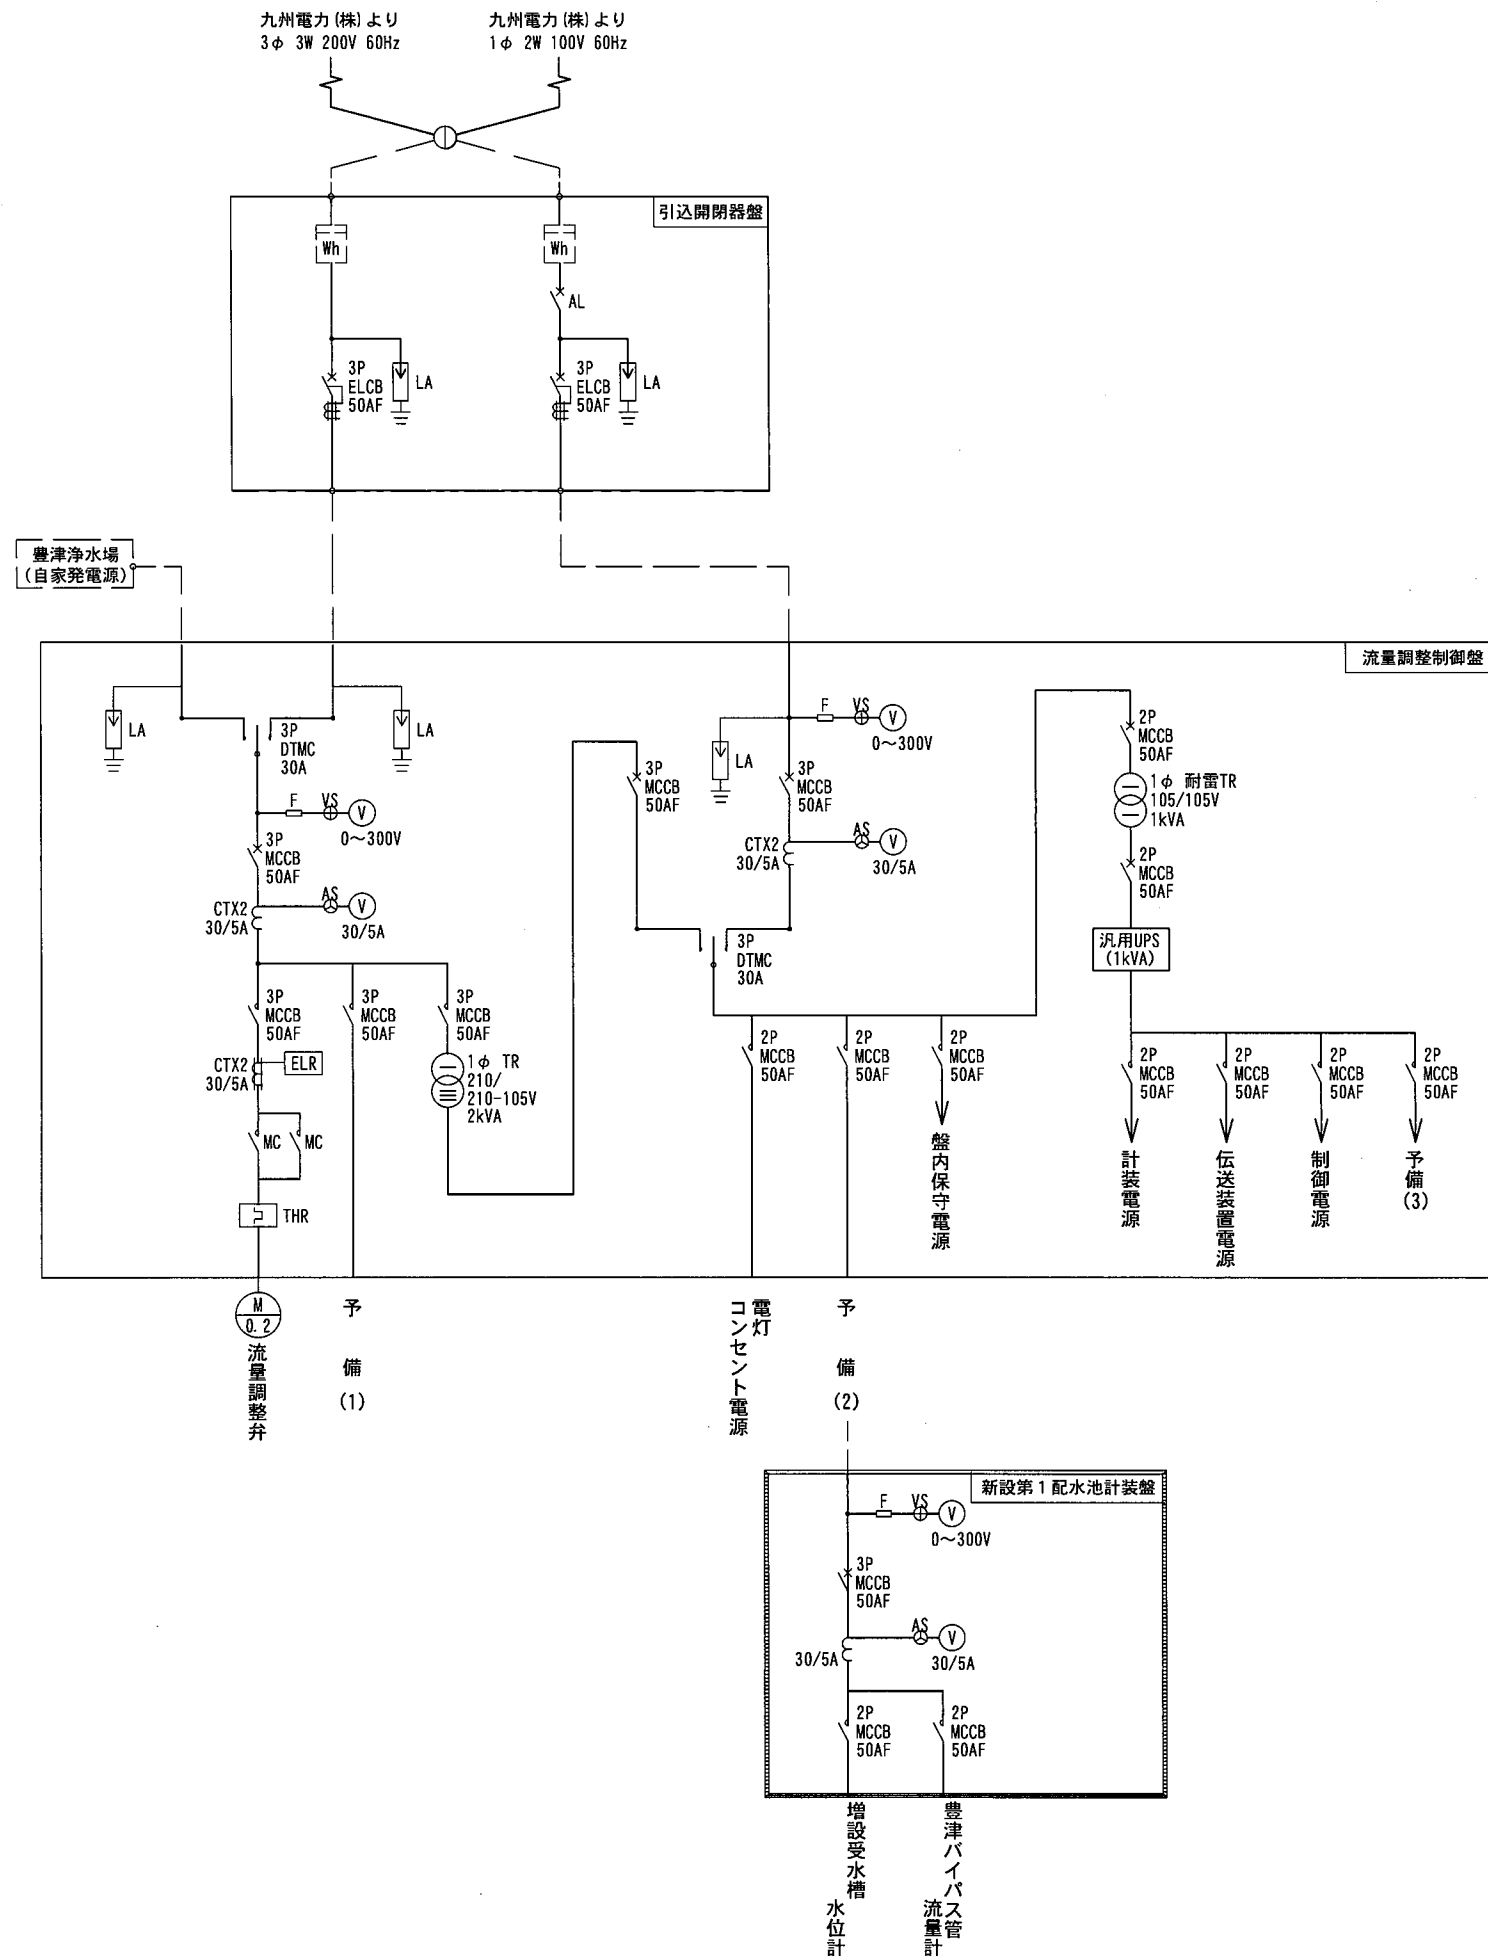 九州電力(株)より
3φ 3W 200V 60Hz
九州電力(株)より
1φ 2W 100V 60Hz
引込開閉器盤
Wh
Wh
AL
3P
ELCB
50AF
LA
3P
ELCB
50AF
LA
豊津浄水場
(自家発電源)
流量調整制御盤
LA
3P
DTMC
30A
LA
F
VS
V
0～300V
3P
MCCB
50AF
CTX2
30/5A
AS
V
30/5A
3P
MCCB
50AF
3P
MCCB
50AF
3P
MCCB
50AF
CTX2
30/5A
ELR
1φ TR
210/
210-105V
2kVA
MC
MC
THR
3P
MCCB
50AF
LA
F
VS
V
0～300V
3P
MCCB
50AF
CTX2
30/5A
AS
V
30/5A
3P
DTMC
30A
2P
MCCB
50AF
2P
MCCB
50AF
2P
MCCB
50AF
盤内保守電源
2P
MCCB
50AF
1φ 耐雷TR
105/105V
1kVA
2P
MCCB
50AF
汎用UPS
(1kVA)
2P
MCCB
50AF
2P
MCCB
50AF
2P
MCCB
50AF
2P
MCCB
50AF
計装電源
伝送装置電源
制御電源
予備(3)
M
0.2
流量調整弁
予備(1)
電灯
コンセント電源
予備(2)
新設第1配水池計装盤
F
VS
V
0～300V
3P
MCCB
50AF
30/5A
AS
V
30/5A
2P
MCCB
50AF
2P
MCCB
50AF
増設受水槽
水位計
豊津バイパス管
流量計